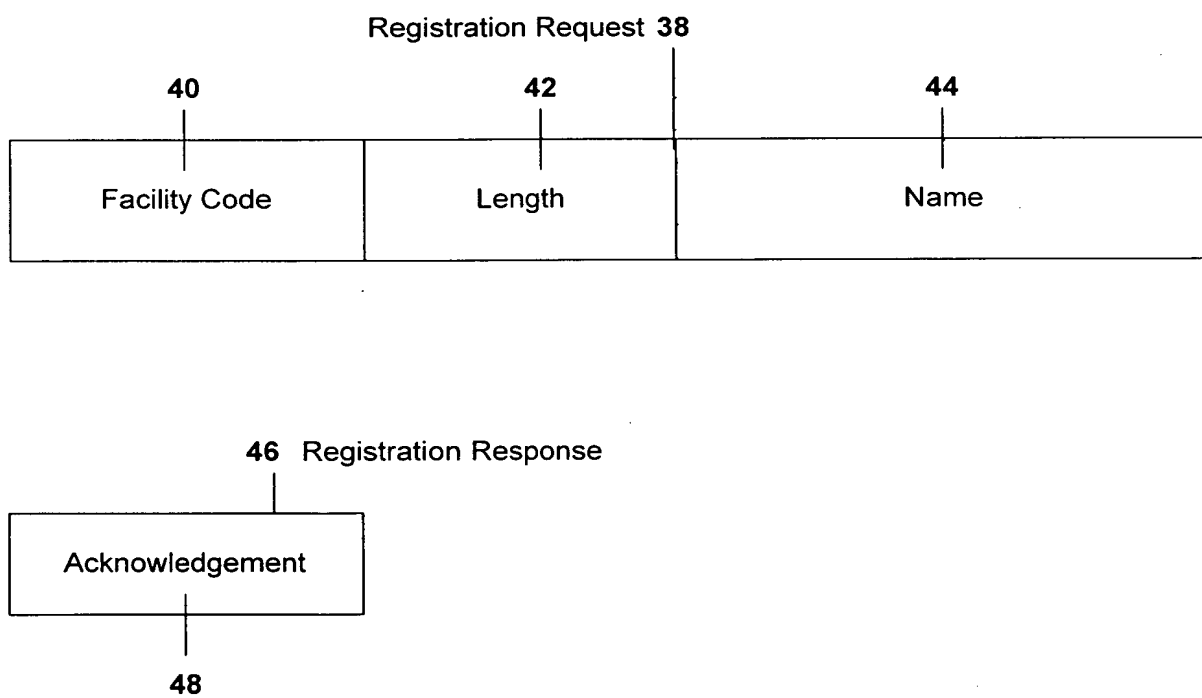 Registration Request 38
40 42 44
Facility Code Length Name
46 Registration Response
Acknowledgement
48